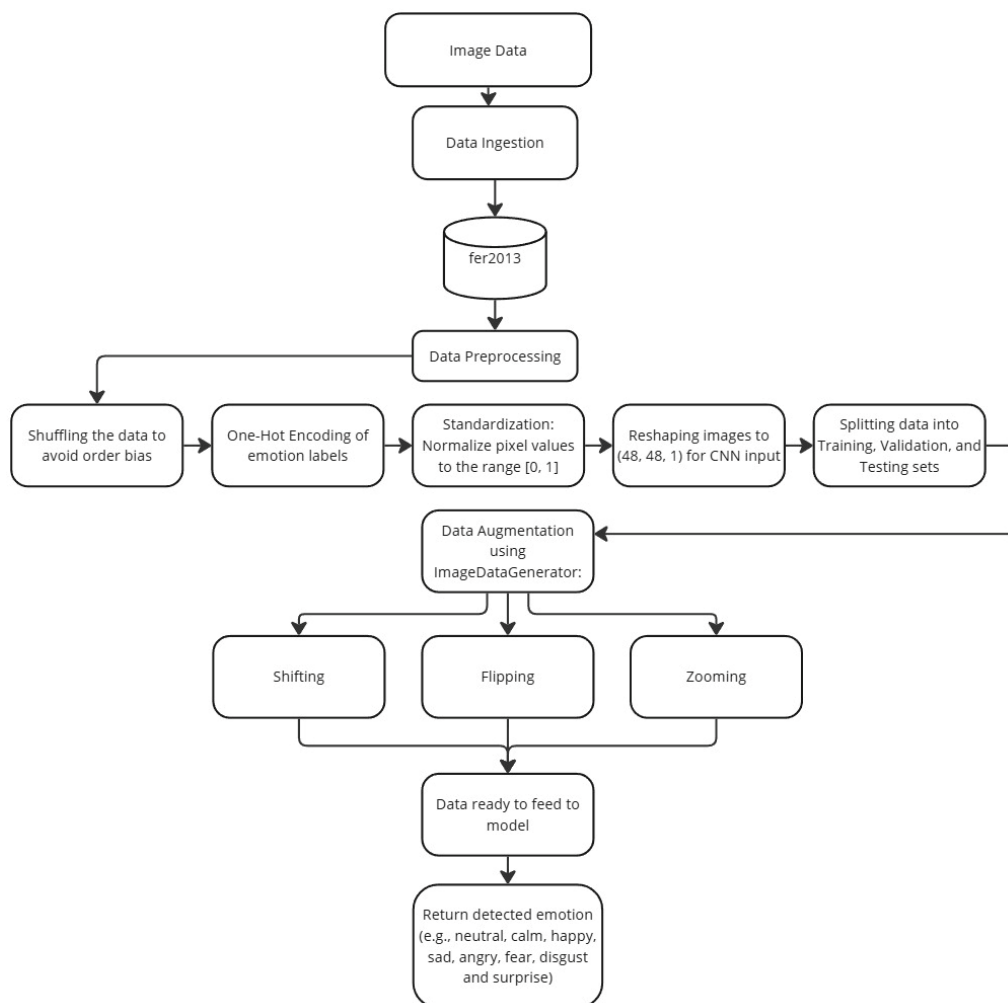 Image Data
Data Ingestion
fer2013
Data Preprocessing
Shuffling the data to
avoid order bias
One-Hot Encoding of
emotion labels
Standardization:
Normalize pixel values
to the range [0, 1]
Reshaping images to
(48, 48, 1) for CNN input
Splitting data into
Training, Validation, and
Testing sets
Data Augmentation
using
ImageDataGenerator:
Shifting
Flipping
Zooming
Data ready to feed to
model
Return detected emotion
(e.g., neutral, calm, happy,
sad, angry, fear, disgust
and surprise)